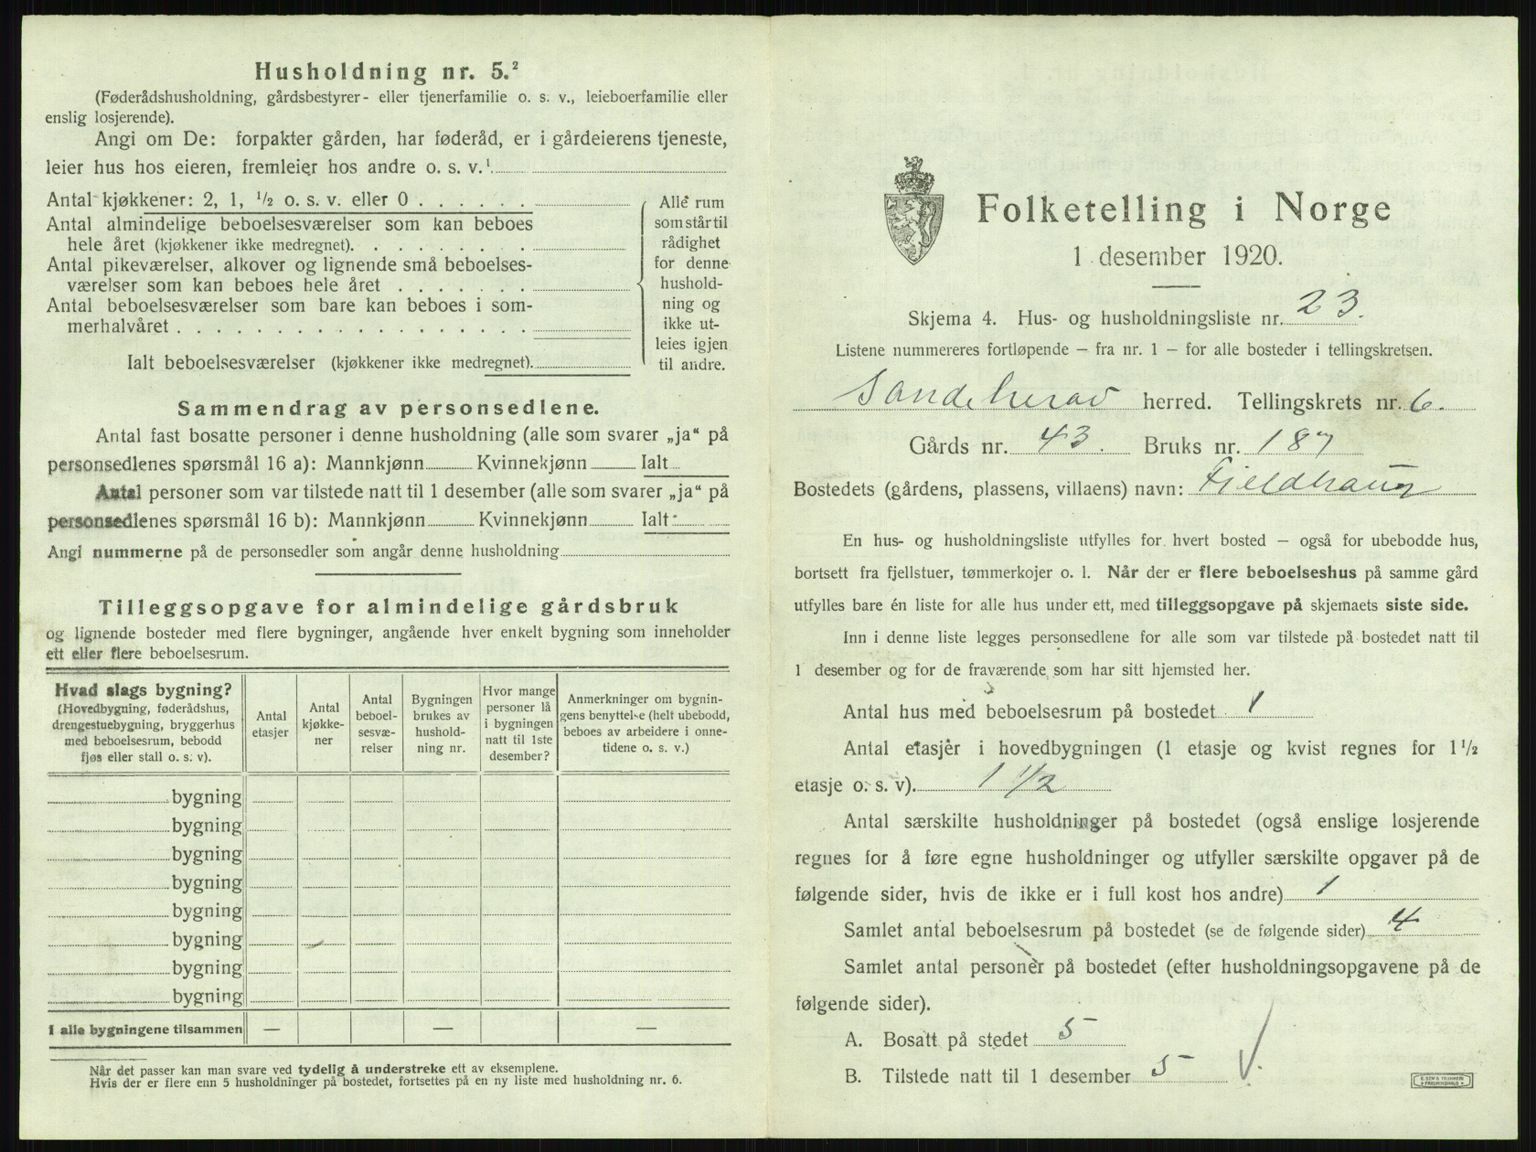 Husholdning nr. 5.²
(Føderådshusholdning, gårdsbestyrer- eller tjenerfamilie o. s. v., leieboerfamilie eller
enslig losjerende).
Angi om De: forpakter gården, har føderåd, er i gårdeierens tjeneste,
leier hus hos eieren, fremleier hos andre o. s. v.¹
Antal kjøkkener: 2, 1, ½ o. s. v. eller 0
Antal almindelige beboelsesværelser som kan beboes
hele året (kjøkkener ikke medregnet).
Antal pikeværelser, alkover og lignende små beboelses-
værelser som kan beboes hele året
Antal beboelsesværelser som bare kan beboes i som-
merhalvåret
Ialt beboelsesværelser (kjøkkener ikke medregnet).
Alle rum
som står til
rådighet
for denne
hushold-
ning og
ikke ut-
leies igjen
til andre.
Sammendrag av personsedlene.
Antal fast bosatte personer i denne husholdning (alle som svarer „ja“ på
personsedlenes spørsmål 16 a): Mannkjønn Kvinnekjønn Ialt
Antal personer som var tilstede natt til 1 desember (alle som svarer „ja“ på
personsedlenes spørsmål 16 b): Mannkjønn Kvinnekjønn Ialt
Angi nummerne på de personsedler som angår denne husholdning
Tilleggsopgave for almindelige gårdsbruk
og lignende bosteder med flere bygninger, angående hver enkelt bygning som inneholder
ett eller flere beboelsesrum.
Hvad slags bygning?
(Hovedbygning, føderådshus,
drengestuebygning, bryggerhus
med beboelsesrum, bebodd
fjøs eller stall o. s. v).
Antal
etasjer
Antal
kjøkke-
ner
Antal
beboel-
sesvæ-
relser
Bygningen
brukes av
hushold-
ning nr.
Hvor mange
personer lå
i bygningen
natt til 1ste
desember?
Anmerkninger om bygnin-
gens benyttelse (helt ubebodd,
beboes av arbeidere i onne-
tidene o. s. v.)
bygning
bygning
bygning
bygning
bygning
bygning
bygning
bygning
I alle bygningene tilsammen — — —
¹ Når det passer kan man svare ved tydelig å understreke ett av eksemplene.
² Hvis der er flere enn 5 husholdninger på bostedet, fortsettes på en ny liste med husholdning nr. 6.
Folketelling i Norge
1 desember 1920.
Skjema 4. Hus- og husholdningsliste nr. 23.
Listene nummereres fortløpende – fra nr. 1 – for alle bosteder i tellingskretsen.
Sandeherad herred. Tellingskrets nr. 6.
Gårds nr. 43. Bruks nr. 187
Bostedets (gårdens, plassens, villaens) navn: Fjeldhaug
En hus- og husholdningsliste utfylles for hvert bosted – også for ubebodde hus,
bortsett fra fjellstuer, tømmerkojer o. l. Når der er flere beboelseshus på samme gård
utfylles bare én liste for alle hus under ett, med tilleggsopgave på skjemaets siste side.
Inn i denne liste legges personsedlene for alle som var tilstede på bostedet natt til
1 desember og for de fraværende som har sitt hjemsted her.
Antal hus med beboelsesrum på bostedet 1
Antal etasjer i hovedbygningen (1 etasje og kvist regnes for 1 ½
etasje o. s. v). 1 1/2
Antal særskilte husholdninger på bostedet (også enslige losjerende
regnes for å føre egne husholdninger og utfyller særskilte opgaver på de
følgende sider, hvis de ikke er i full kost hos andre) 1
Samlet antal beboelsesrum på bostedet (se de følgende sider) 4
Samlet antal personer på bostedet (efter husholdningsopgavene på de
følgende sider).
A. Bosatt på stedet 5
B. Tilstede natt til 1 desember 5